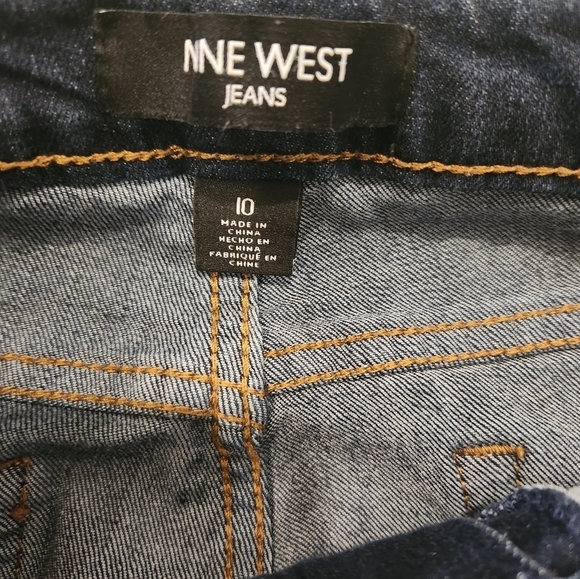 NINE WEST
JEANS
10
MADE IN
CHINA
HECHO EN
CHINA
FABRIQUÉ EN
CHINE